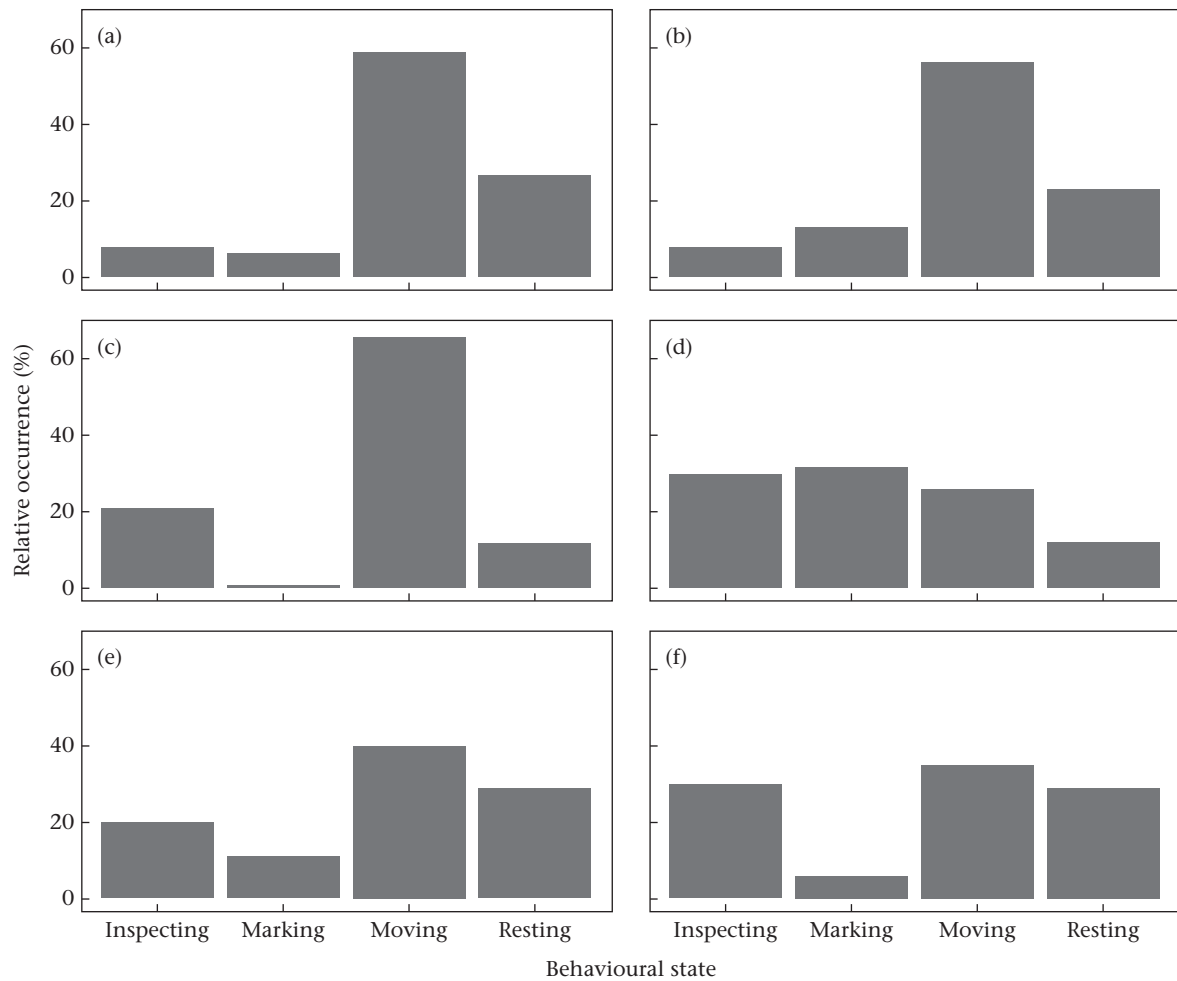 (a)
(b)
60
40
20
0
(c)
(d)
60
40
20
0
(e)
(f)
60
40
20
0
Relative occurrence (%)
Inspecting Marking Moving Resting
Inspecting Marking Moving Resting
Behavioural state